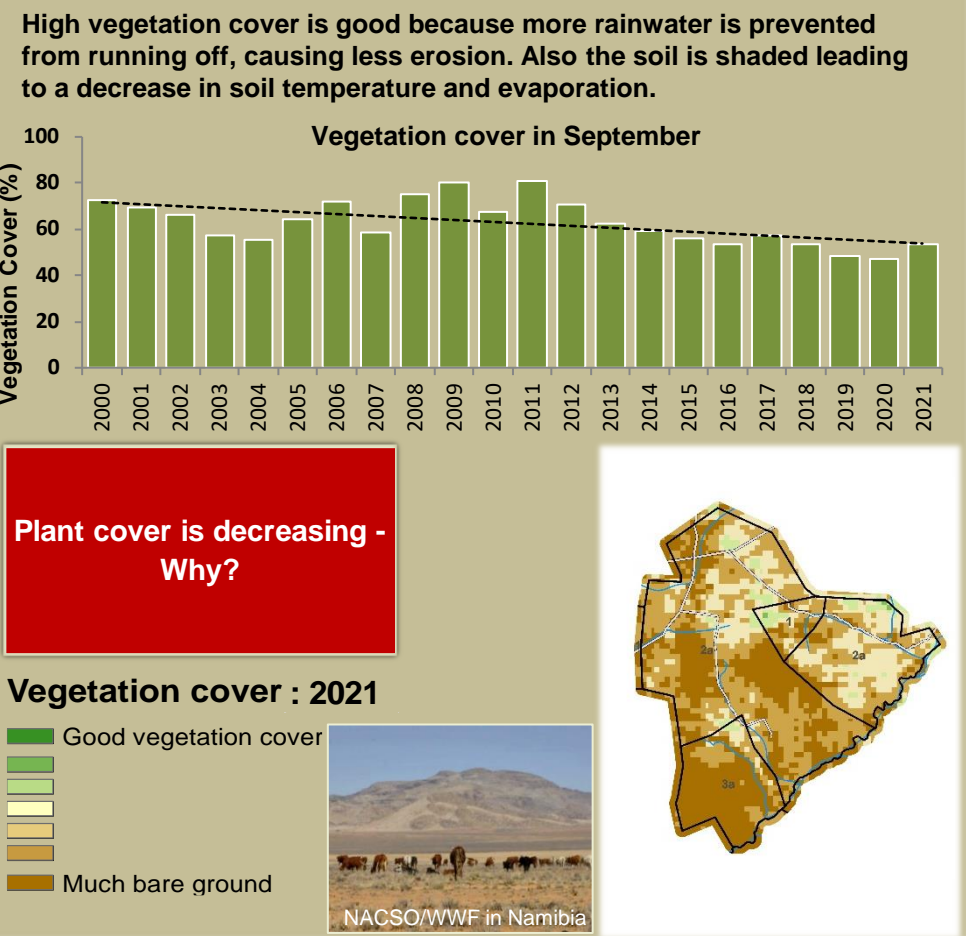 High vegetation cover is good because more rainwater is prevented
from running off, causing less erosion. Also the soil is shaded leading
to a decrease in soil temperature and evaporation.
Vegetation cover in September
Vegetation Cover (%)
100
80
60
40
20
0
2000 2001 2002 2003 2004 2005 2006 2007 2008 2009 2010 2011 2012 2013 2014 2015 2016 2017 2018 2019 2020 2021
Plant cover is decreasing -
Why?
1
2a
2a
3a
Vegetation cover : 2021
Good vegetation cover
Much bare ground
NACSO/WWF in Namibia